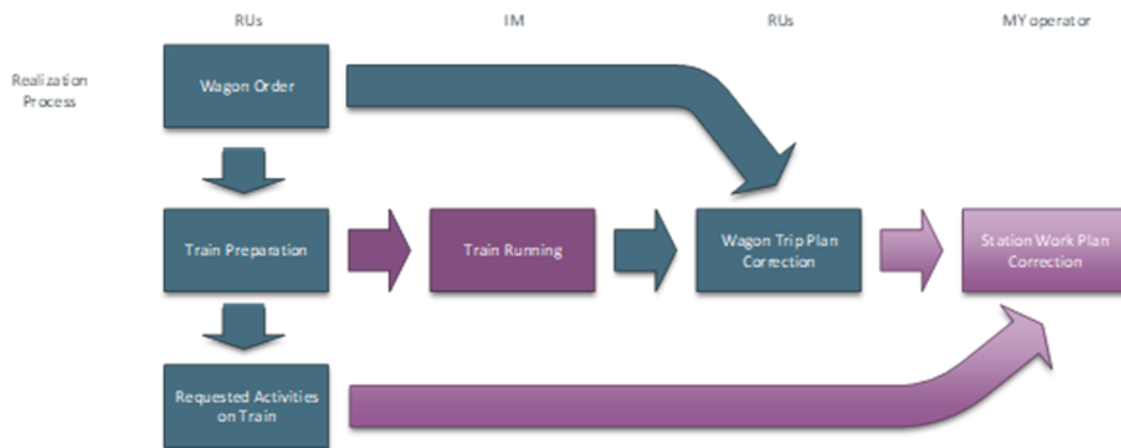 RUs
IM
RUs
MY operator
Realization
Process
Wagon Order
Train Preparation
Train Running
Wagon Trip Plan
Correction
Station Work Plan
Correction
Requested Activities
on Train